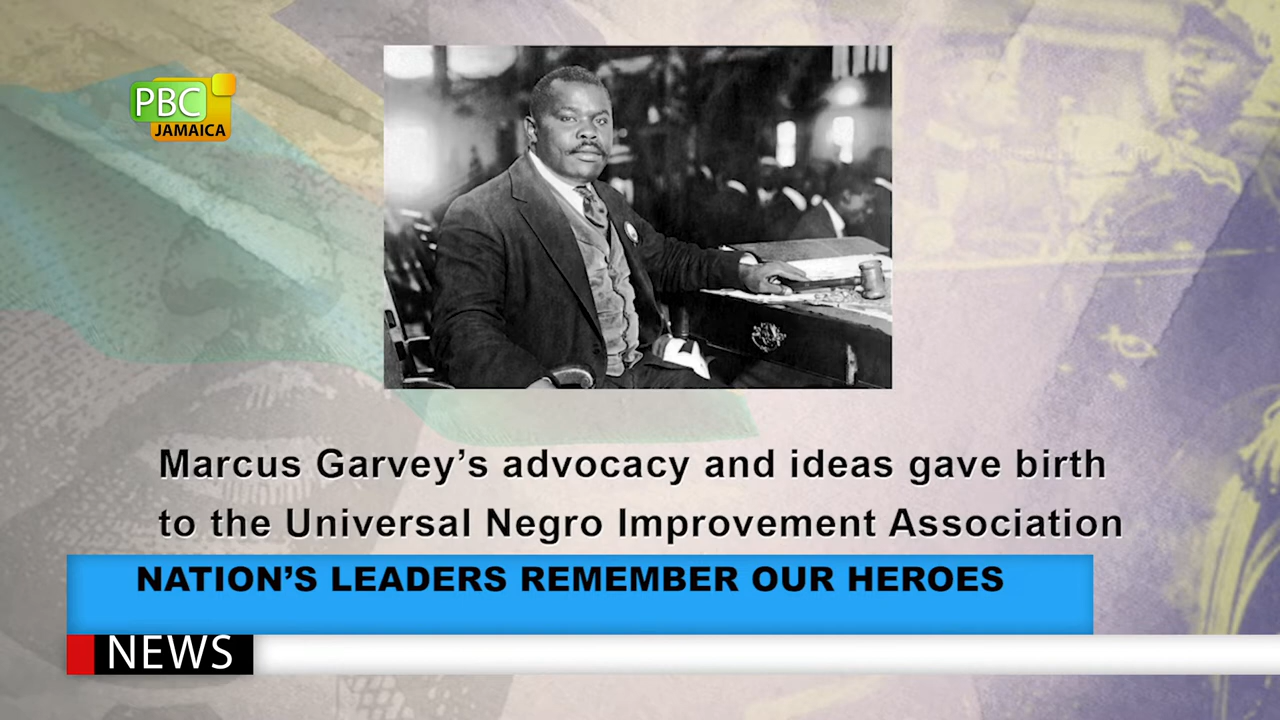 PBC
JAMAICA
Marcus Garvey’s advocacy and ideas gave birth
to the Universal Negro Improvement Association
NATION’S LEADERS REMEMBER OUR HEROES
NEWS